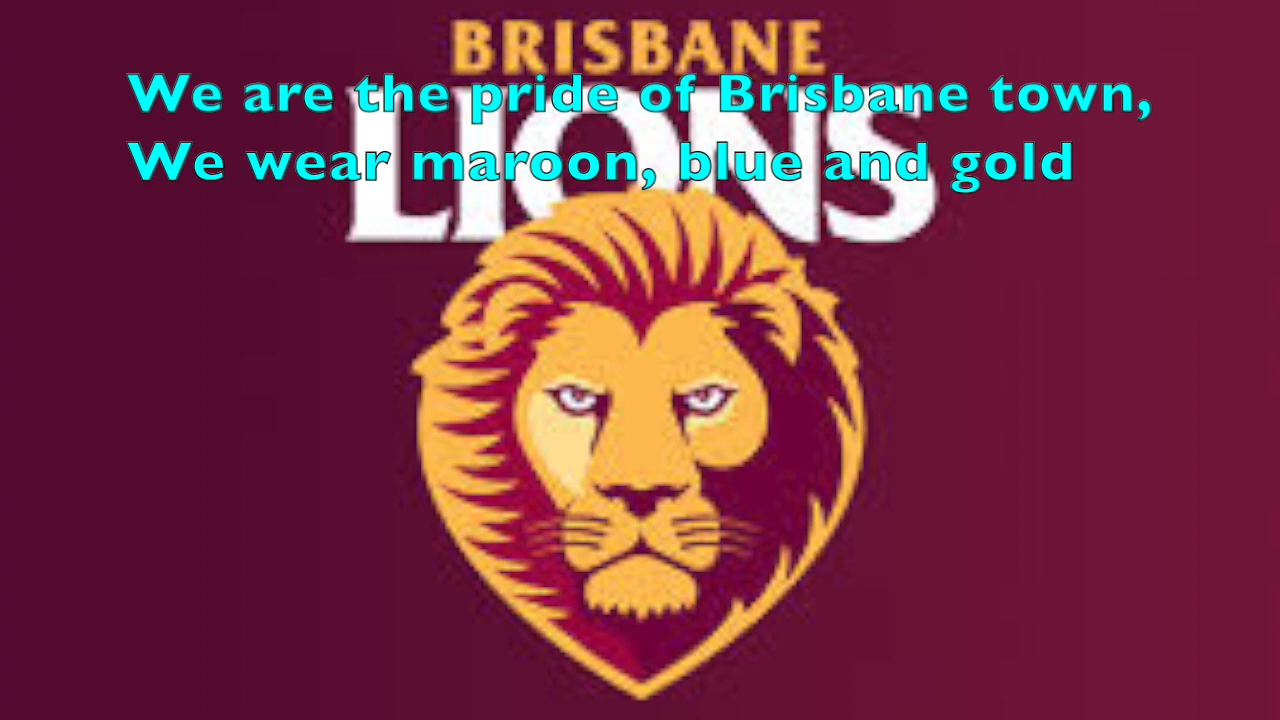 BRISBANE
LIONS
We are the pride of Brisbane town,
We wear maroon, blue and gold